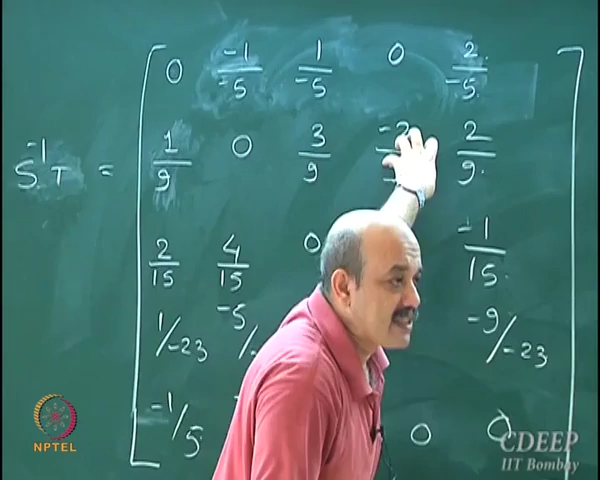 0 -1/-5 1/-5 0 2/-5
S⁻¹T = 1/9 0 3/9 -2 2/9
2/15 4/15 0 -1/15
1/-23 -5/ -9/-23
-1/5 0 0
NPTEL
CDEEP
IIT Bombay